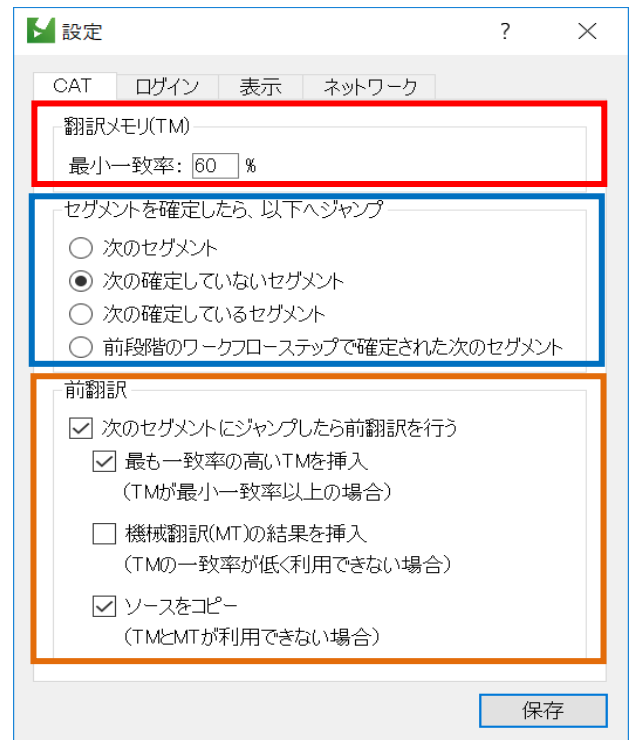 設定
?
CAT ログイン 表示 ネットワーク
翻訳メモリ(TM)
最小一致率: 60 %
セグメントを確定したら、以下へジャンプ
次のセグメント
次の確定していないセグメント
次の確定しているセグメント
前段階のワークフローステップで確定された次のセグメント
前翻訳
次のセグメントにジャンプしたら前翻訳を行う
最も一致率の高いTMを挿入
(TMが最小一致率以上の場合)
機械翻訳(MT)の結果を挿入
(TMの一致率が低く利用できない場合)
ソースをコピー
(TMとMTが利用できない場合)
保存